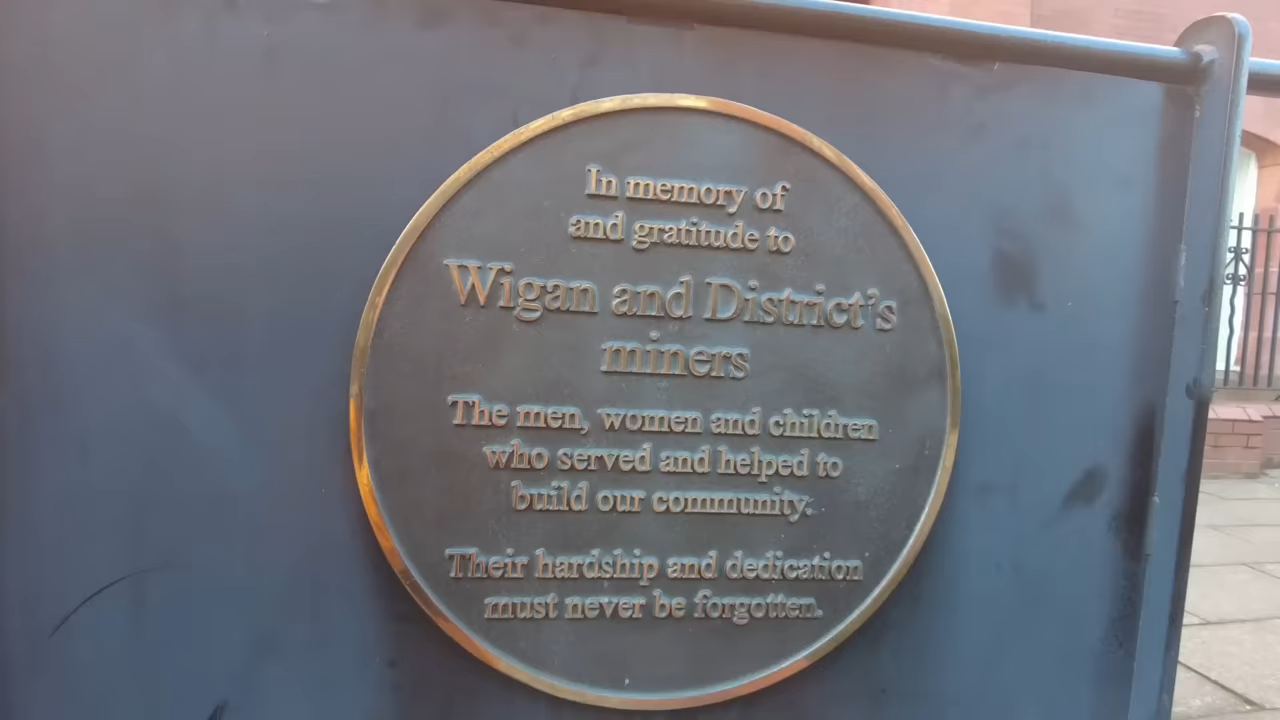 In memory of
and gratitude to
Wigan and District's
miners
The men, women and children
who served and helped to
build our community.
Their hardship and dedication
must never be forgotten.